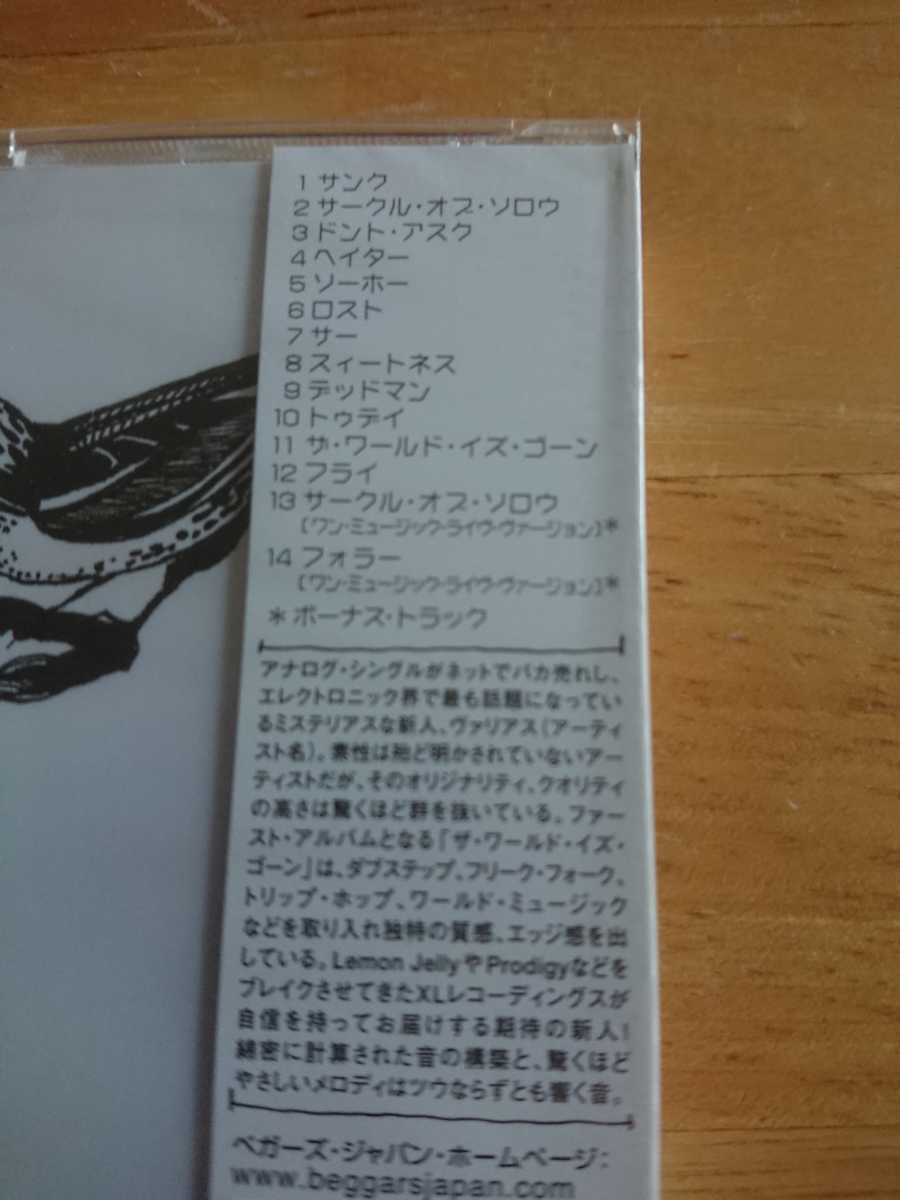 1 サンク
2 サークル・オブ・ソロウ
3 ドント・アスク
4 ヘイター
5 ソーホー
6 ロスト
7 サー
8 スィートネス
9 デッドマン
10 トゥデイ
11 ザ・ワールド・イズ・ゴーン
12 フライ
13 サークル・オブ・ソロウ
[ワン・ミュージック・ライヴ・ヴァージョン]*
14 フォラー
[ワン・ミュージック・ライヴ・ヴァージョン]*
* ボーナス・トラック
アナログ・シングルがネットでバカ売れし、
エレクトロニック界で最も話題になってい
るミステリアスな新人、ヴァリアス(アーティ
スト名)。素性は殆ど明かされていないアー
ティストだが、そのオリジナリティ、クオリティ
の高さは驚くほど群を抜いている。ファー
スト・アルバムとなる「ザ・ワールド・イズ・
ゴーン」は、ダブステップ、フリーク・フォーク、
トリップ・ホップ、ワールド・ミュージック
などを取り入れ独特の質感、エッジ感を出
している。Lemon JellyやProdigyなどを
ブレイクさせてきたXLレコーディングスが
自信を持ってお届けする期待の新人!
綿密に計算された音の構築と、驚くほど
やさしいメロディはツウならずとも響く音。
ベガーズ・ジャパン・ホームページ:
www.beggarsjapan.com